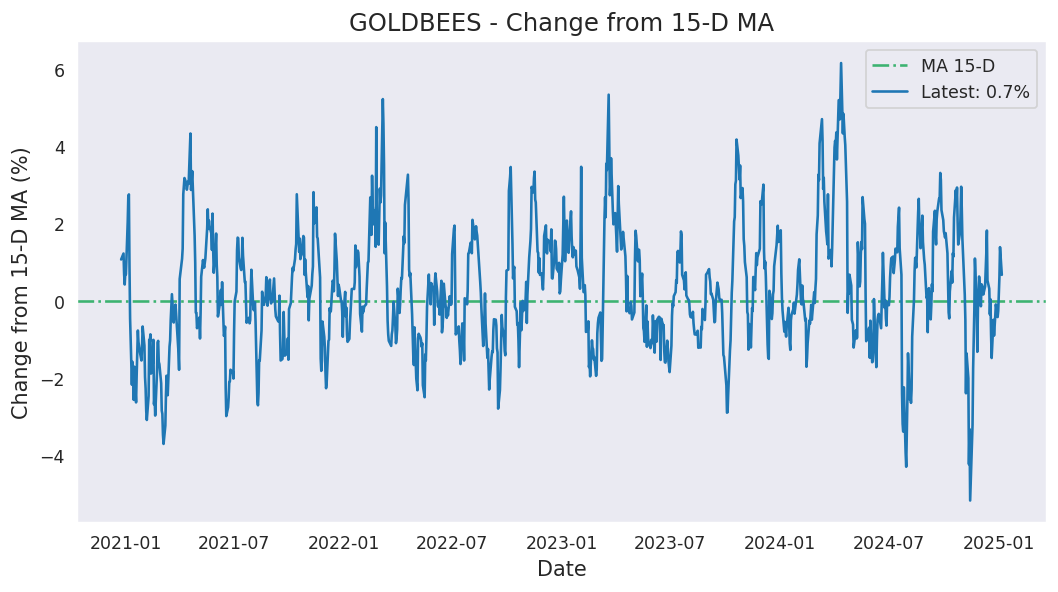 GOLDBEES - Change from 15-D MA
MA 15-D
Latest: 0.7%
Change from 15-D MA (%)
6
4
2
0
−2
−4
2021-01 2021-07 2022-01 2022-07 2023-01 2023-07 2024-01 2024-07 2025-01
Date